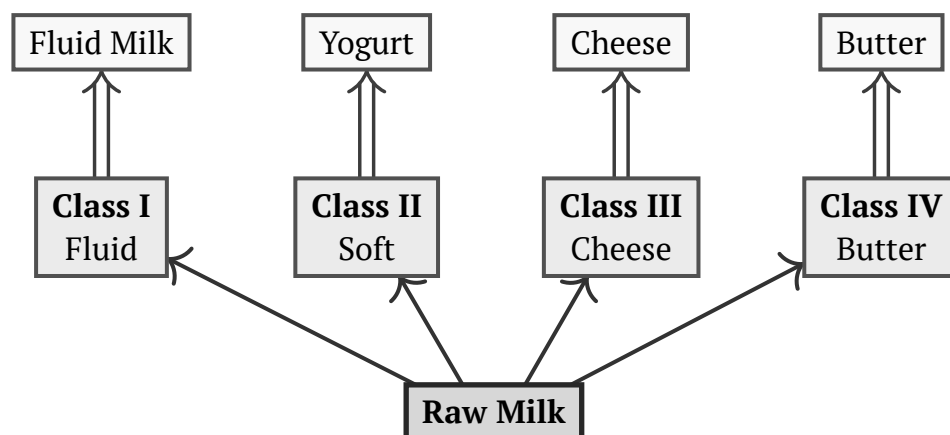 Fluid Milk
Yogurt
Cheese
Butter
Class I
Fluid
Class II
Soft
Class III
Cheese
Class IV
Butter
Raw Milk